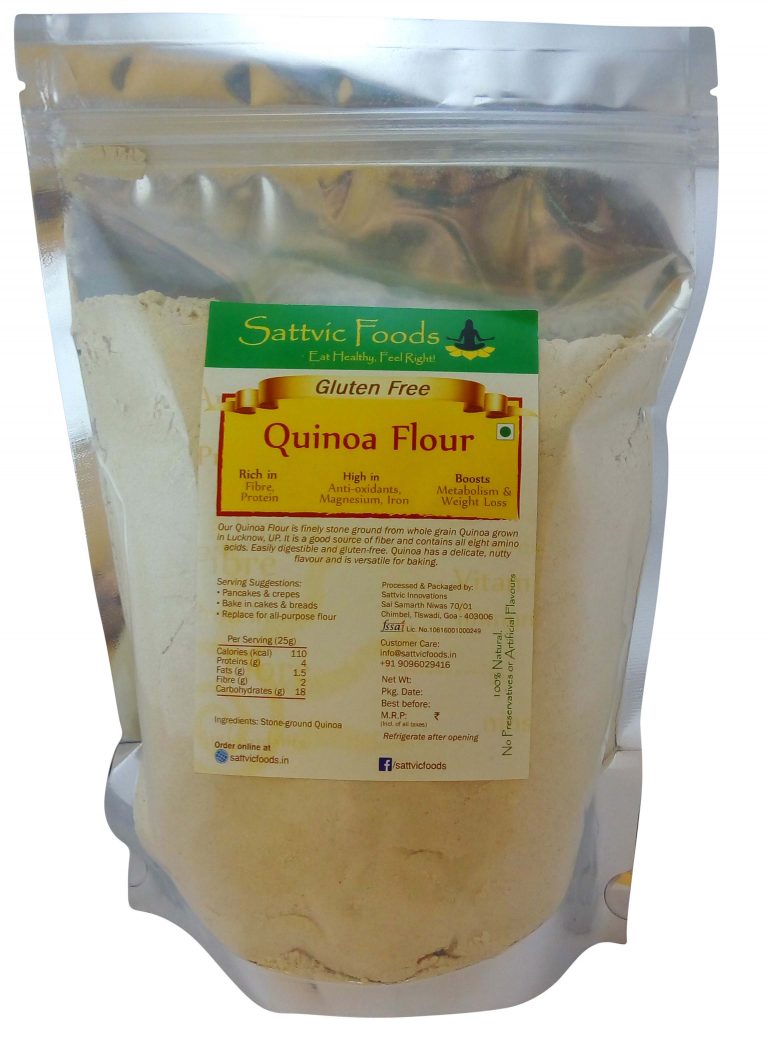 Sattvic Foods
Eat Healthy, Feel Right!
Gluten Free
Quinoa Flour
Rich in
Fibre,
Protein
High in
Anti-oxidants,
Magnesium, Iron
Boosts
Metabolism &
Weight Loss
Our Quinoa Flour is finely stone ground from whole grain Quinoa grown
in Lucknow, UP. It is a good source of fiber and contains all eight amino
acids. Easily digestible and gluten-free. Quinoa has a delicate, nutty
flavour and is versatile for baking.
Serving Suggestions:
• Pancakes & crepes
• Bake in cakes & breads
• Replace for all-purpose flour
Per Serving (25g)
Calories (kcal) 110
Proteins (g) 4
Fats (g) 1.5
Fibre (g) 2
Carbohydrates (g) 18
Ingredients: Stone-ground Quinoa
Order online at
sattvicfoods.in
Processed & Packaged by:
Sattvic Innovations
Sai Samarth Niwas 70/01
Chimbel, Tiswadi, Goa - 403006
fssai Lic. No.10616001000249
Customer Care:
info@sattvicfoods.in
+91 9096029416
Net Wt:
Pkg. Date:
Best before:
M.R.P: ₹
(Incl. of all taxes)
Refrigerate after opening
f/sattvicfoods
100% Natural.
No Preservatives or Artificial Flavours